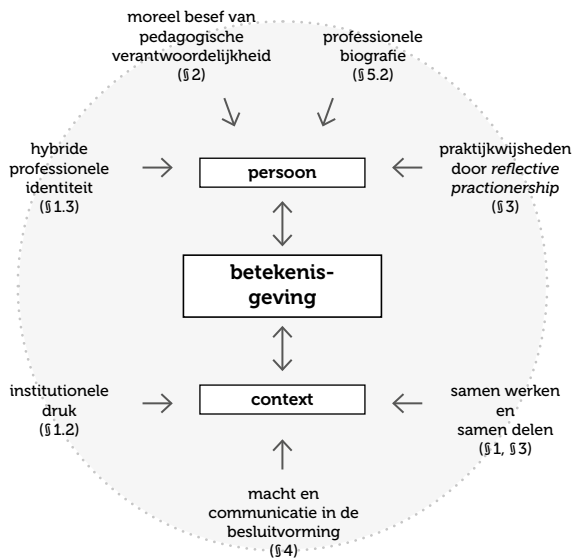 moreel besef van
pedagogische
verantwoordelijkheid
(§ 2)
professionele
biografie
(§ 5.2)
hybride
professionele
identiteit
(§ 1.3)
persoon
praktijkwijsheden
door reflective
practionership
(§ 3)
betekenis-
geving
institutionele
druk
(§ 1.2)
context
samen werken
en
samen delen
(§ 1, § 3)
macht en
communicatie in de
besluitvorming
(§ 4)